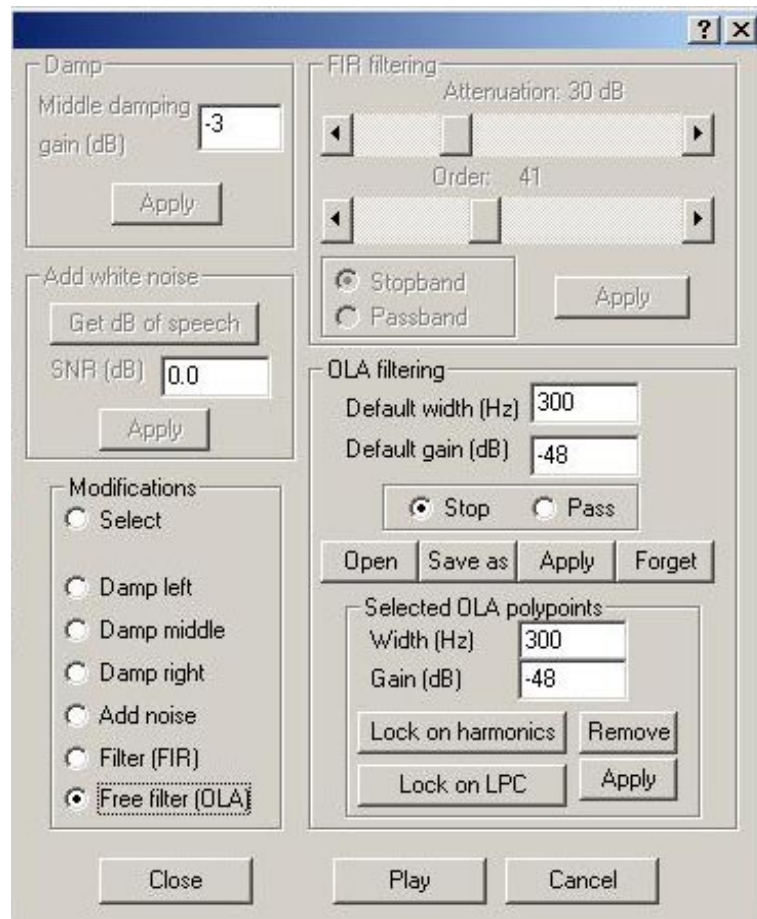 Damp
Middle damping
gain (dB)
-3
Apply
Add white noise
Get dB of speech
SNR (dB) 0.0
Apply
Modifications
Select
Damp left
Damp middle
Damp right
Add noise
Filter (FIR)
Free filter (OLA)
FIR filtering
Attenuation: 30 dB
Order: 41
Stopband
Passband
Apply
OLA filtering
Default width (Hz) 300
Default gain (dB) -48
Stop Pass
Open Save as Apply Forget
Selected OLA polypoints
Width (Hz) 300
Gain (dB) -48
Lock on harmonics Remove
Lock on LPC Apply
Close Play Cancel